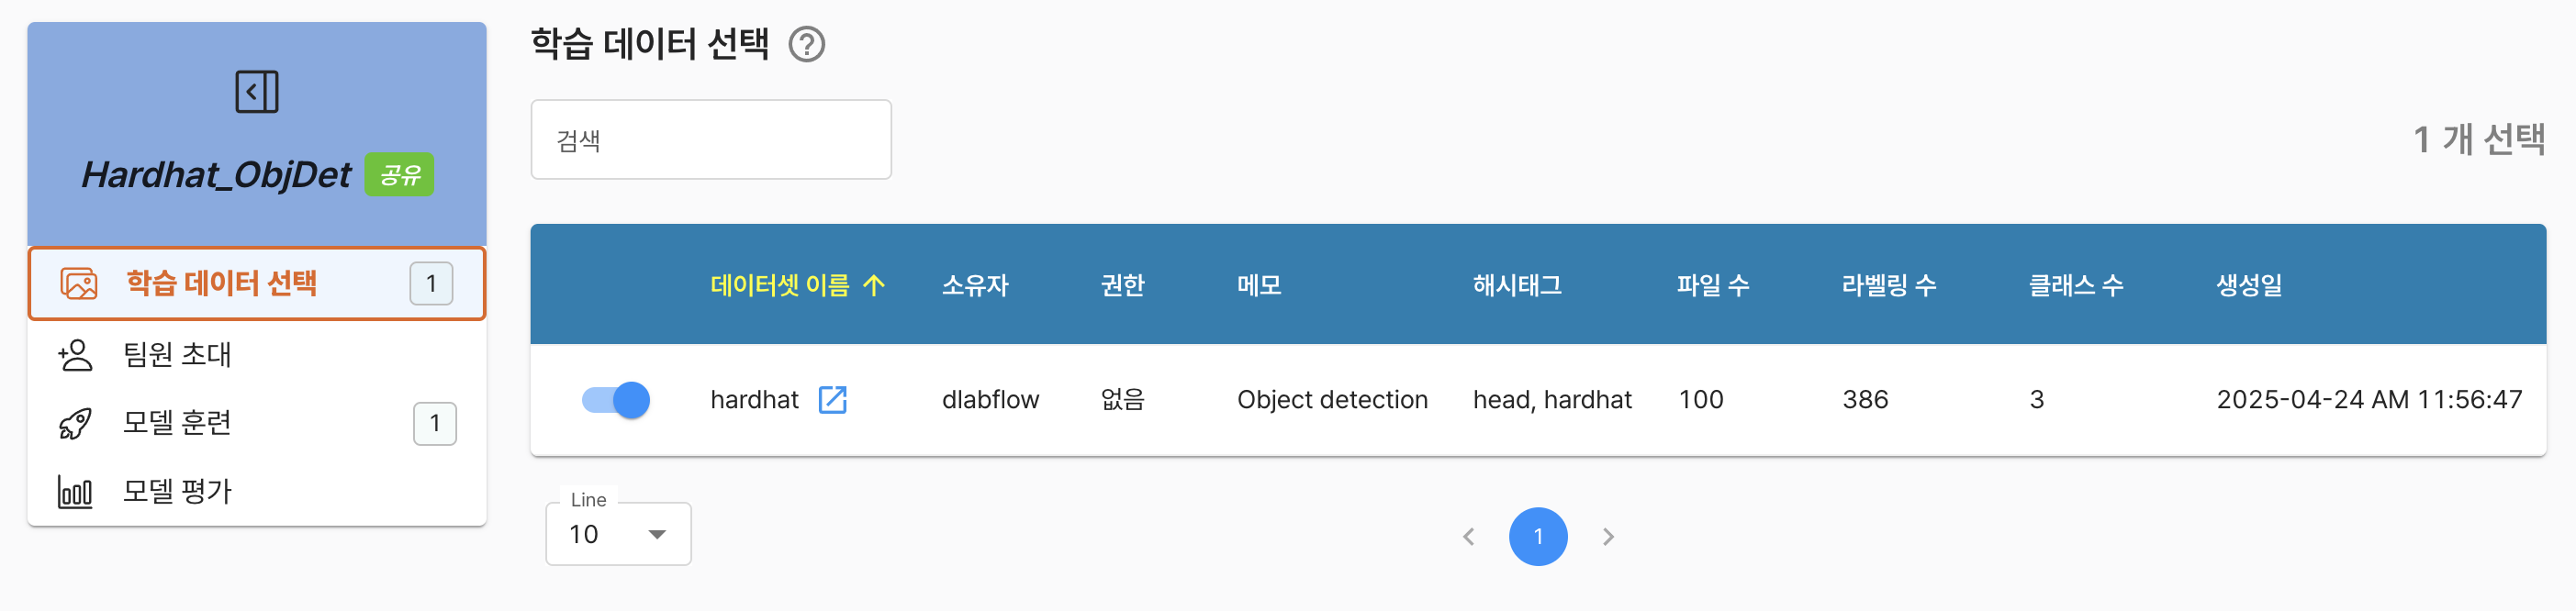 Hardhat_ObjDet 공유
학습 데이터 선택 1
팀원 초대
모델 훈련 1
모델 평가
학습 데이터 선택 ?
검색
1 개 선택
데이터셋 이름 ↑ 소유자 권한 메모 해시태그 파일 수 라벨링 수 클래스 수 생성일
hardhat dlabflow 없음 Object detection head, hardhat 100 386 3 2025-04-24 AM 11:56:47
Line
10
1